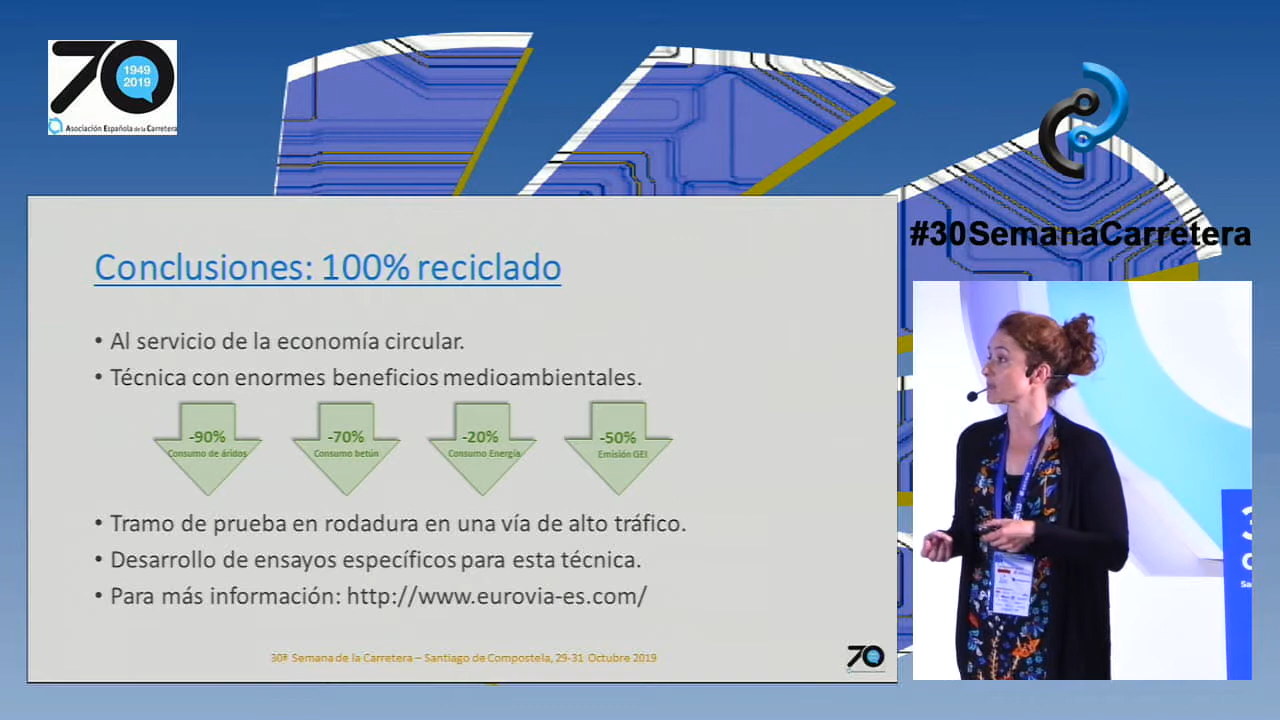 70
1949
2019
Asociación Española de la Carretera
#30SemanaCarretera
Conclusiones: 100% reciclado
• Al servicio de la economía circular.
• Técnica con enormes beneficios medioambientales.
-90%
Consumo de áridos
-70%
Consumo betún
-20%
Consumo Energía
-50%
Emisión GEI
• Tramo de prueba en rodadura en una vía de alto tráfico.
• Desarrollo de ensayos específicos para esta técnica.
• Para más información: http://www.eurovia-es.com/
30ª Semana de la Carretera – Santiago de Compostela, 29-31 Octubre 2019
70